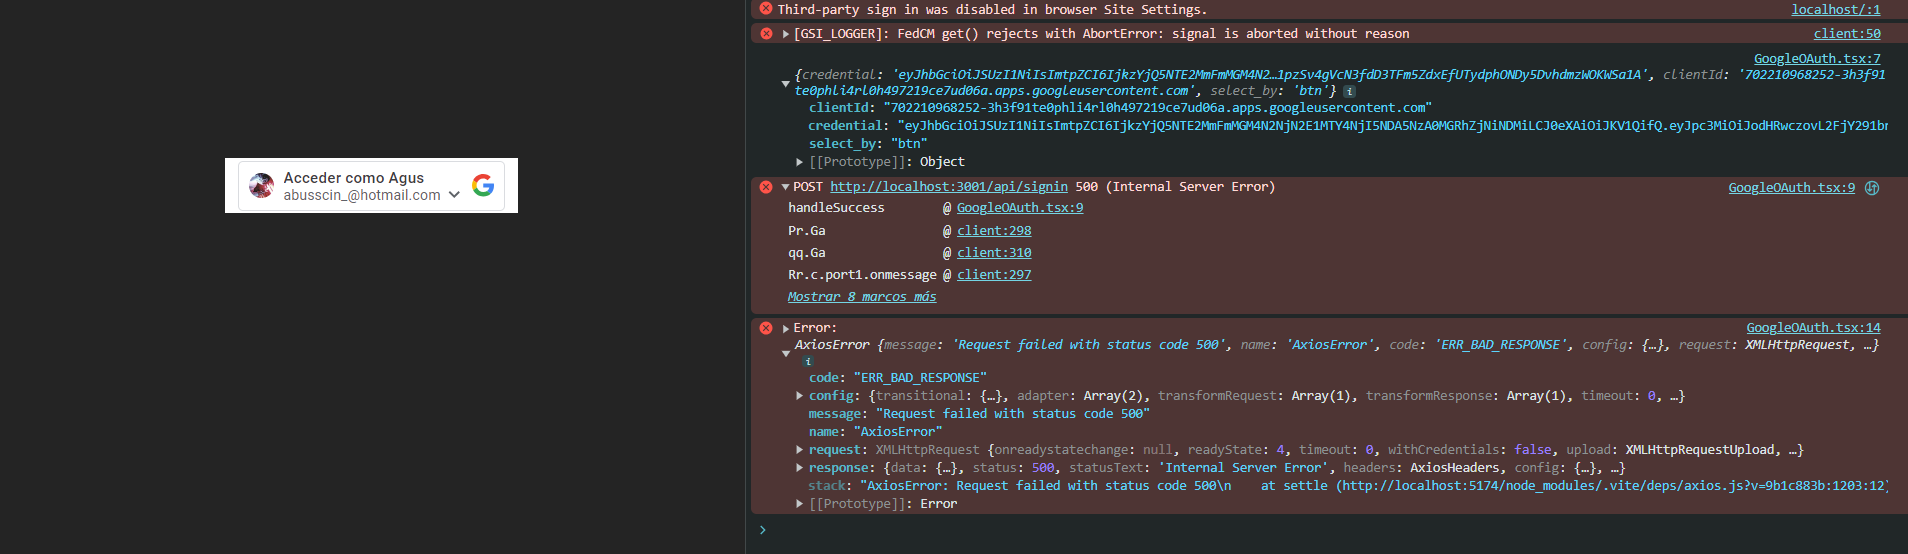 Acceder como Agus
abusscin_@hotmail.com
Third-party sign in was disabled in browser Site Settings. localhost/:1
[GSI_LOGGER]: FedCM get() rejects with AbortError: signal is aborted without reason client:50
GoogleOAuth.tsx:7
{credential: 'eyJhbGciOiJSUzI1NiIsImtpZCI6IjkzYjQ5NTE2MmFmMGM4N2…1pzSv4gVcN3fdD3TFm5ZdxEfUTydphONDy5DvhdmzWOKWSa1A', clientId: '702210968252-3h3f91
te0phli4rl0h497219ce7ud06a.apps.googleusercontent.com', select_by: 'btn'}
clientId: "702210968252-3h3f91te0phli4rl0h497219ce7ud06a.apps.googleusercontent.com"
credential: "eyJhbGciOiJSUzI1NiIsImtpZCI6IjkzYjQ5NTE2MmFmMGM4N2NjN2E1MTY4NjI5NDA5NzA0MGRhZjNiNDMiLCJ0eXAiOiJKV1QifQ.eyJpc3MiOiJodHRwczovL2FjY291br
select_by: "btn"
[[Prototype]]: Object
POST http://localhost:3001/api/signin 500 (Internal Server Error) GoogleOAuth.tsx:9
handleSuccess @ GoogleOAuth.tsx:9
Pr.Ga @ client:298
qq.Ga @ client:310
Rr.c.port1.onmessage @ client:297
Mostrar 8 marcos más
Error: GoogleOAuth.tsx:14
AxiosError {message: 'Request failed with status code 500', name: 'AxiosError', code: 'ERR_BAD_RESPONSE', config: {…}, request: XMLHttpRequest, …}
code: "ERR_BAD_RESPONSE"
config: {transitional: {…}, adapter: Array(2), transformRequest: Array(1), transformResponse: Array(1), timeout: 0, …}
message: "Request failed with status code 500"
name: "AxiosError"
request: XMLHttpRequest {onreadystatechange: null, readyState: 4, timeout: 0, withCredentials: false, upload: XMLHttpRequestUpload, …}
response: {data: {…}, status: 500, statusText: 'Internal Server Error', headers: AxiosHeaders, config: {…}, …}
stack: "AxiosError: Request failed with status code 500\n    at settle (http://localhost:5174/node_modules/.vite/deps/axios.js?v=9b1c883b:1203:12)
[[Prototype]]: Error